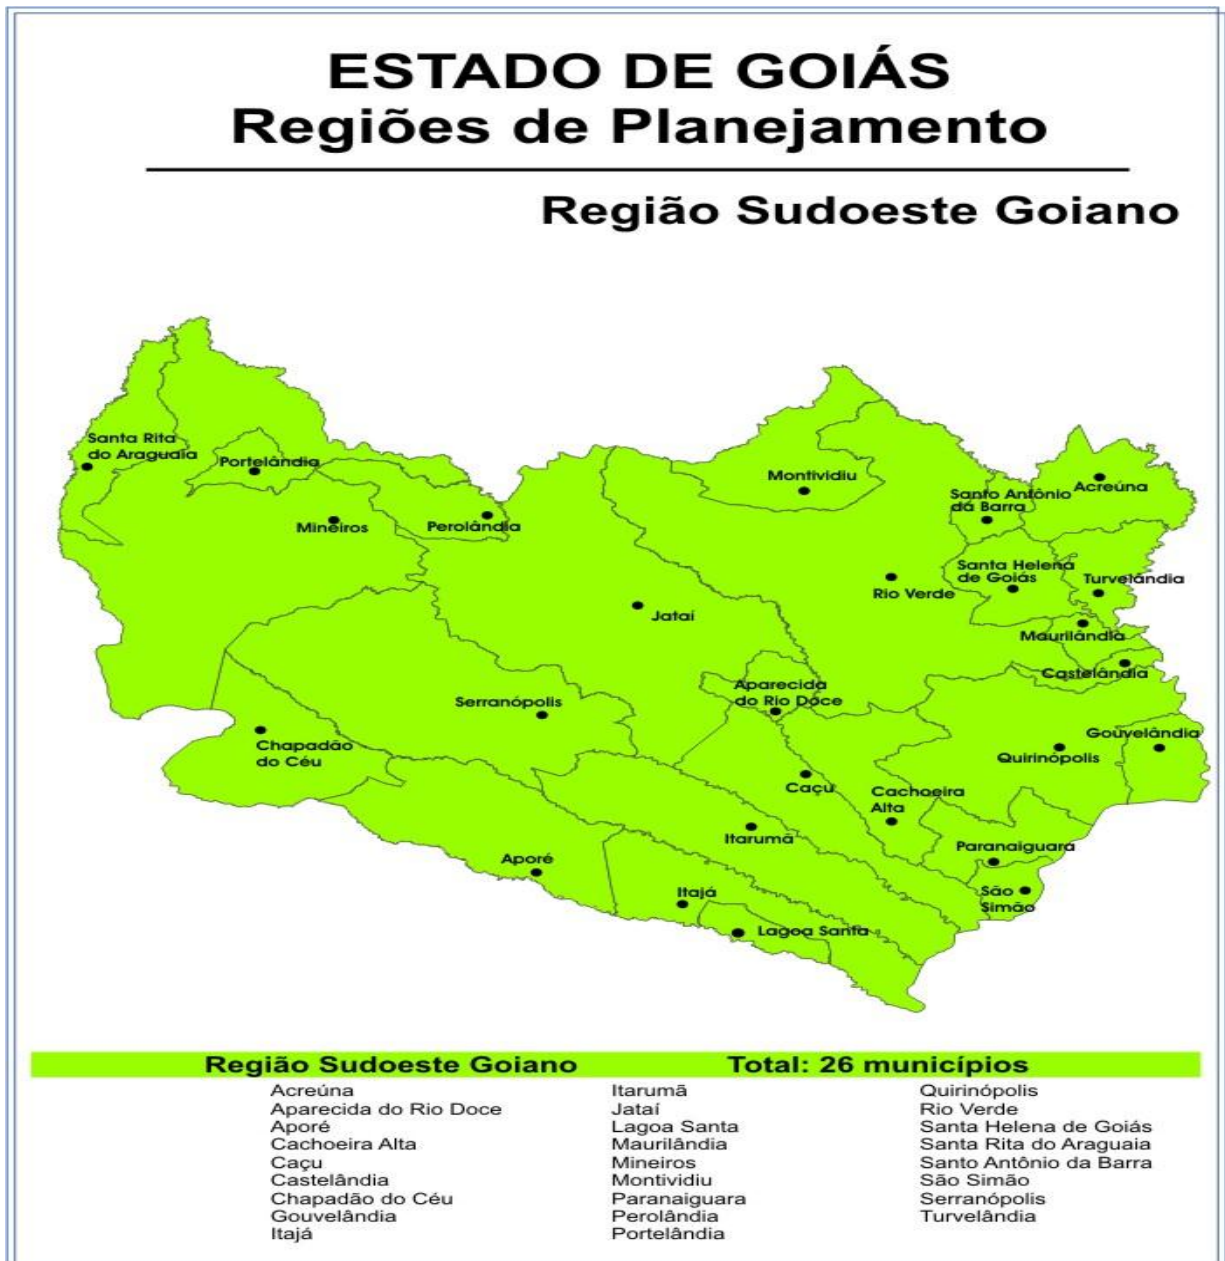 ESTADO DE GOIÁS
Regiões de Planejamento
Região Sudoeste Goiano
Santa Rita
do Araguaia
Portelândia
Mineiros
Perolândia
Montividiu
Santo Antônio
da Barra
Acreúna
Santa Helena
de Goiás
Turvelândia
Rio Verde
Jataí
Maurilândia
Castelândia
Aparecida
do Rio Doce
Serranópolis
Gouvelândia
Chapadão
do Céu
Quirinópolis
Caçu
Cachoeira
Alta
Itarumã
Paranaiguara
Aporé
Itajá
São
Simão
Lagoa Santa
Região Sudoeste Goiano Total: 26 municípios
Acreúna
Aparecida do Rio Doce
Aporé
Cachoeira Alta
Caçu
Castelândia
Chapadão do Céu
Gouvelândia
Itajá
Itarumã
Jataí
Lagoa Santa
Maurilândia
Mineiros
Montividiu
Paranaiguara
Perolândia
Portelândia
Quirinópolis
Rio Verde
Santa Helena de Goiás
Santa Rita do Araguaia
Santo Antônio da Barra
São Simão
Serranópolis
Turvelândia